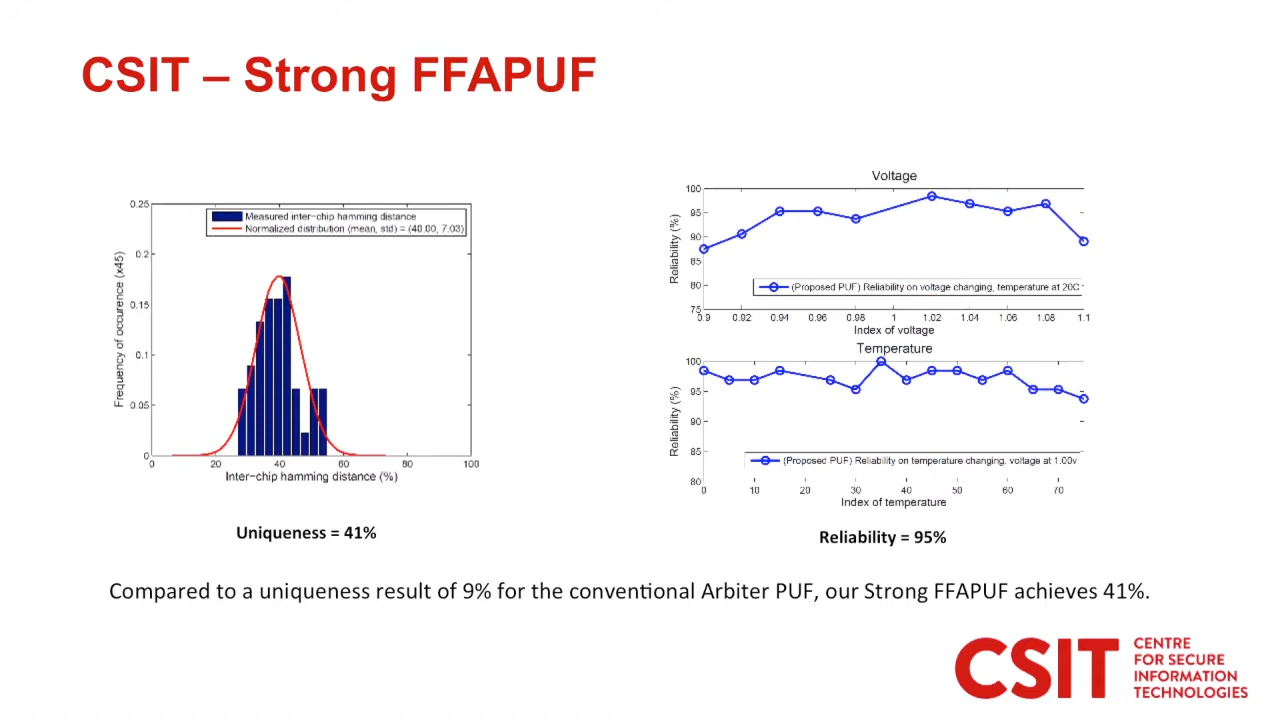 CSIT – Strong FFAPUF
0.25
0.2
0.15
0.1
0.05
0
Frequency of occurence (x45)
Measured inter-chip hamming distance
Normalized distribution (mean, std) = (40.00, 7.03)
0 20 40 60 80 100
Inter-chip hamming distance (%)
Uniqueness = 41%
Voltage
100
95
90
85
80
75
Reliability (%)
(Proposed PUF) Reliability on voltage changing, temperature at 20C
0.9 0.92 0.94 0.96 0.98 1 1.02 1.04 1.06 1.08 1.1
Index of voltage
Temperature
100
95
90
85
80
Reliability (%)
(Proposed PUF) Reliability on temperature changing, voltage at 1.00v
0 10 20 30 40 50 60 70
Index of temperature
Reliability = 95%
Compared to a uniqueness result of 9% for the conventional Arbiter PUF, our Strong FFAPUF achieves 41%.
CSIT
CENTRE
FOR SECURE
INFORMATION
TECHNOLOGIES